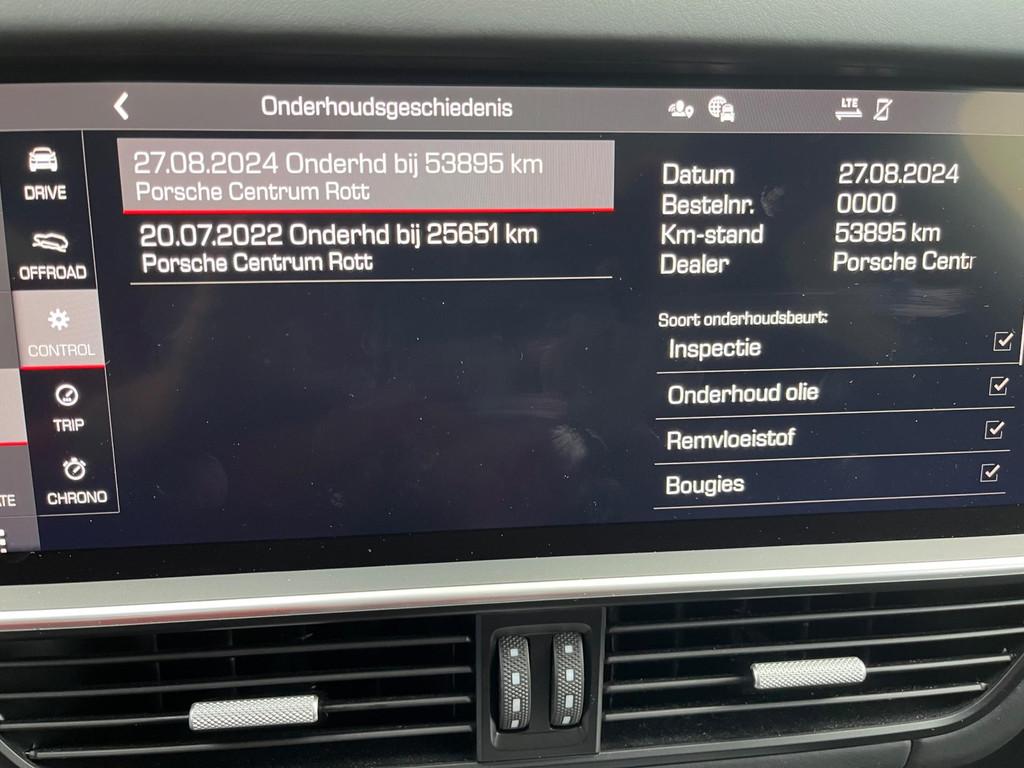 Onderhoudsgeschiedenis
LTE
DRIVE
OFFROAD
CONTROL
TRIP
CHRONO
TE
27.08.2024 Onderhd bij 53895 km
Porsche Centrum Rott
20.07.2022 Onderhd bij 25651 km
Porsche Centrum Rott
Datum 27.08.2024
Bestelnr. 0000
Km-stand 53895 km
Dealer Porsche Centr
Soort onderhoudsbeurt:
Inspectie
Onderhoud olie
Remvloeistof
Bougies